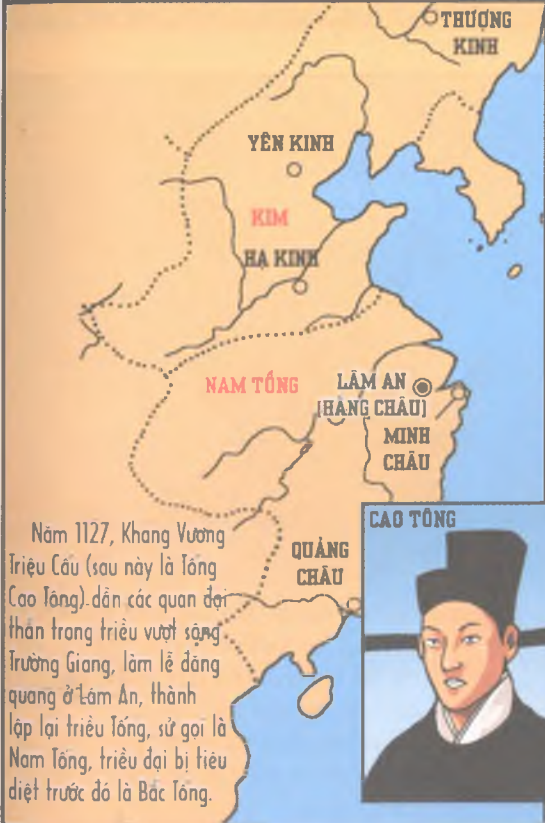 THƯỢNG
KINH
YÊN KINH
KIM
HẠ KINH
NAM TỐNG
LÂM AN
(HÀNG CHÂU)
MINH
CHÂU
CAO TÔNG
QUẢNG
CHÂU
Năm 1127, Khang Vương
Triệu Cấu (sau này là Tống
Cao Tông) dẫn các quan đại
thần trong triều vượt sông
Trường Giang, làm lễ đăng
quang ở Lâm An, thành
lập lại triều Tống, sử gọi là
Nam Tống, triều đại bị tiêu
diệt trước đó là Bắc Tống.